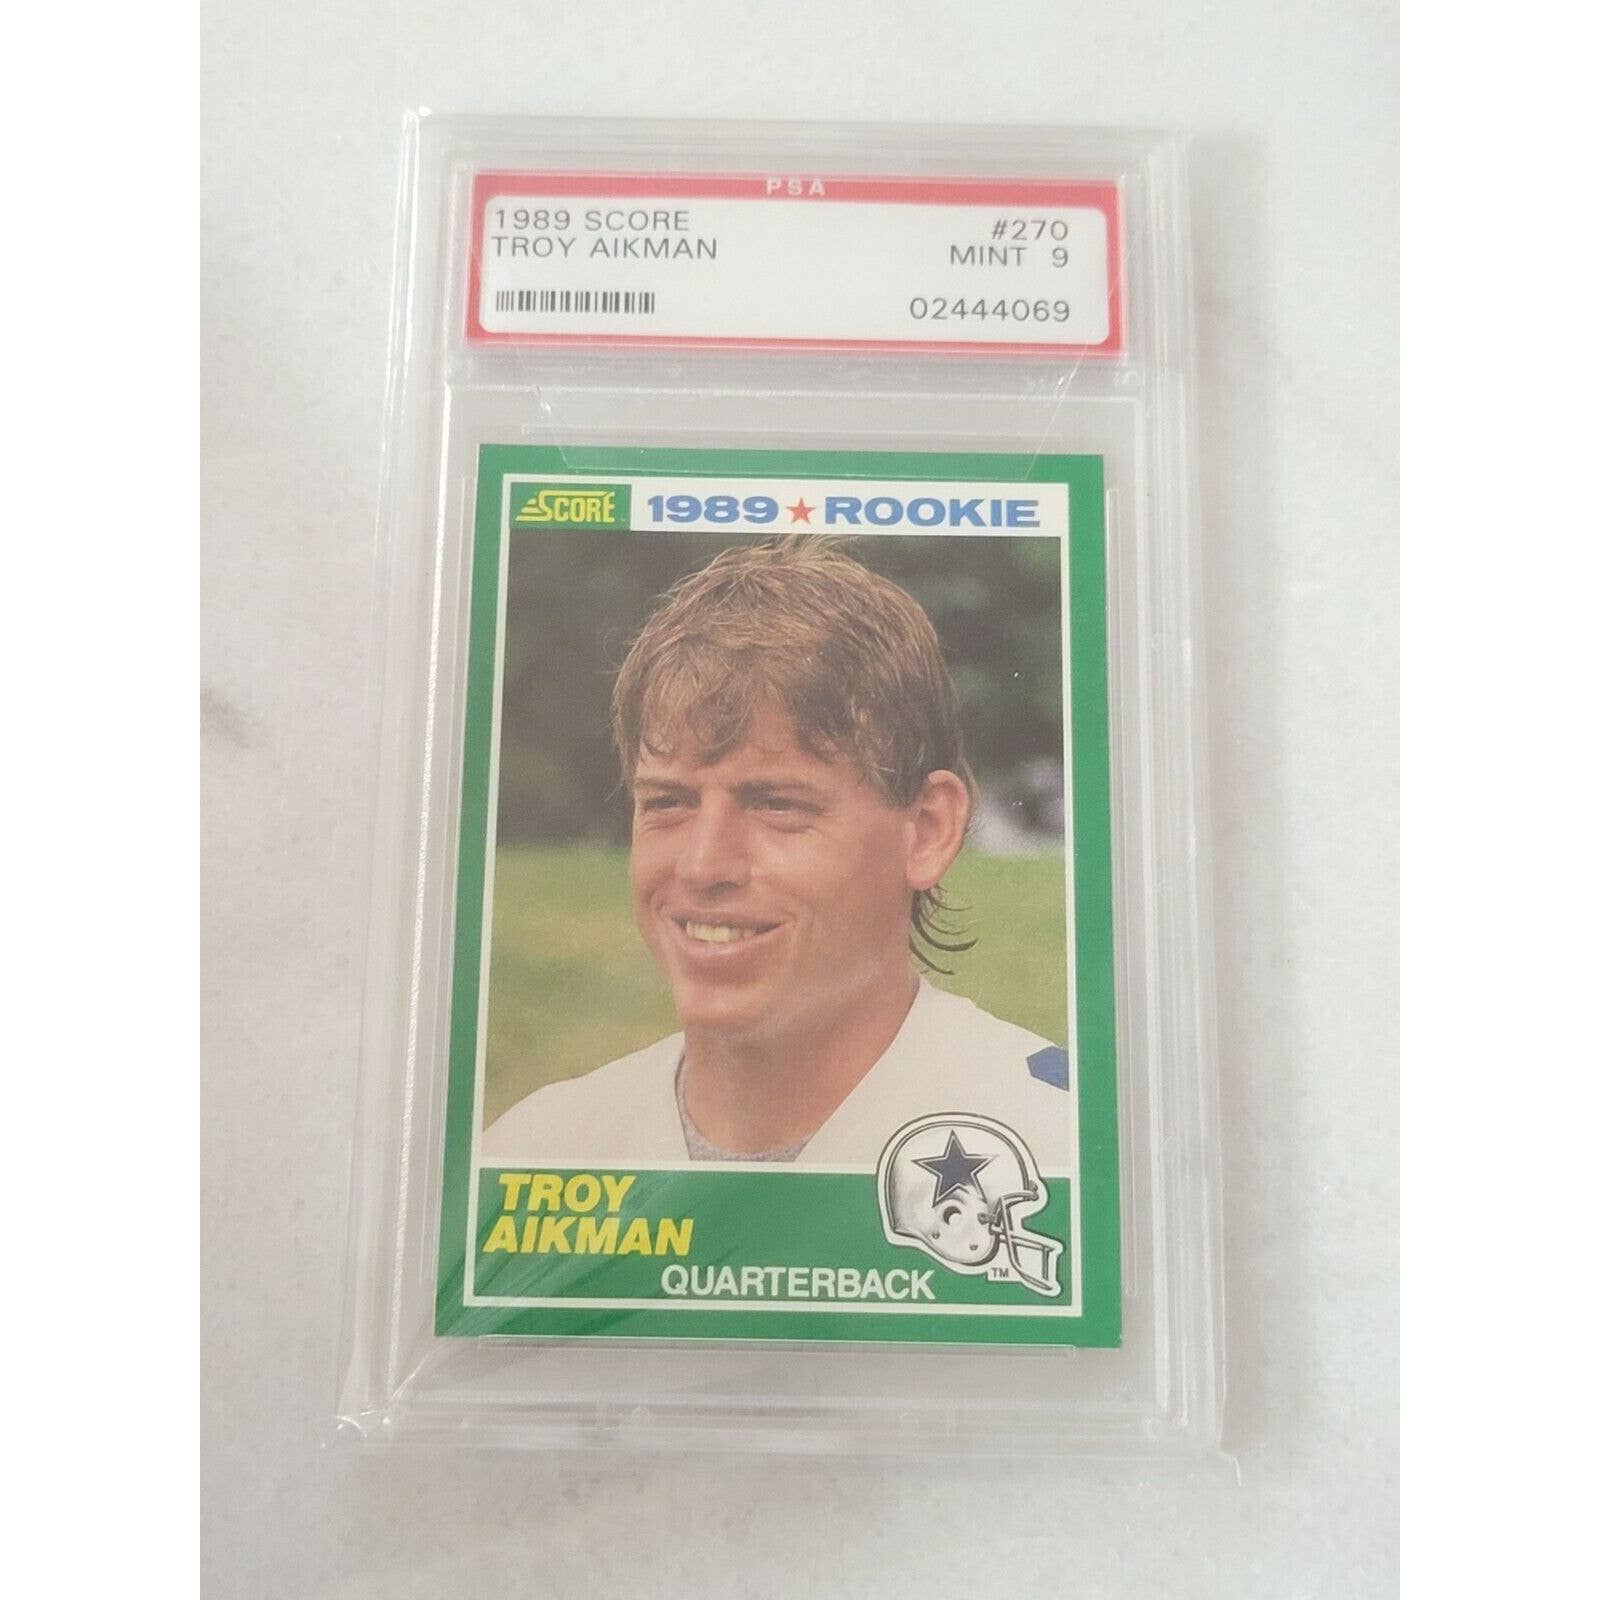 PSA
1989 SCORE #270
TROY AIKMAN MINT 9
02444069
SCORE 1989 ★ ROOKIE
TROY
AIKMAN
QUARTERBACK
TM